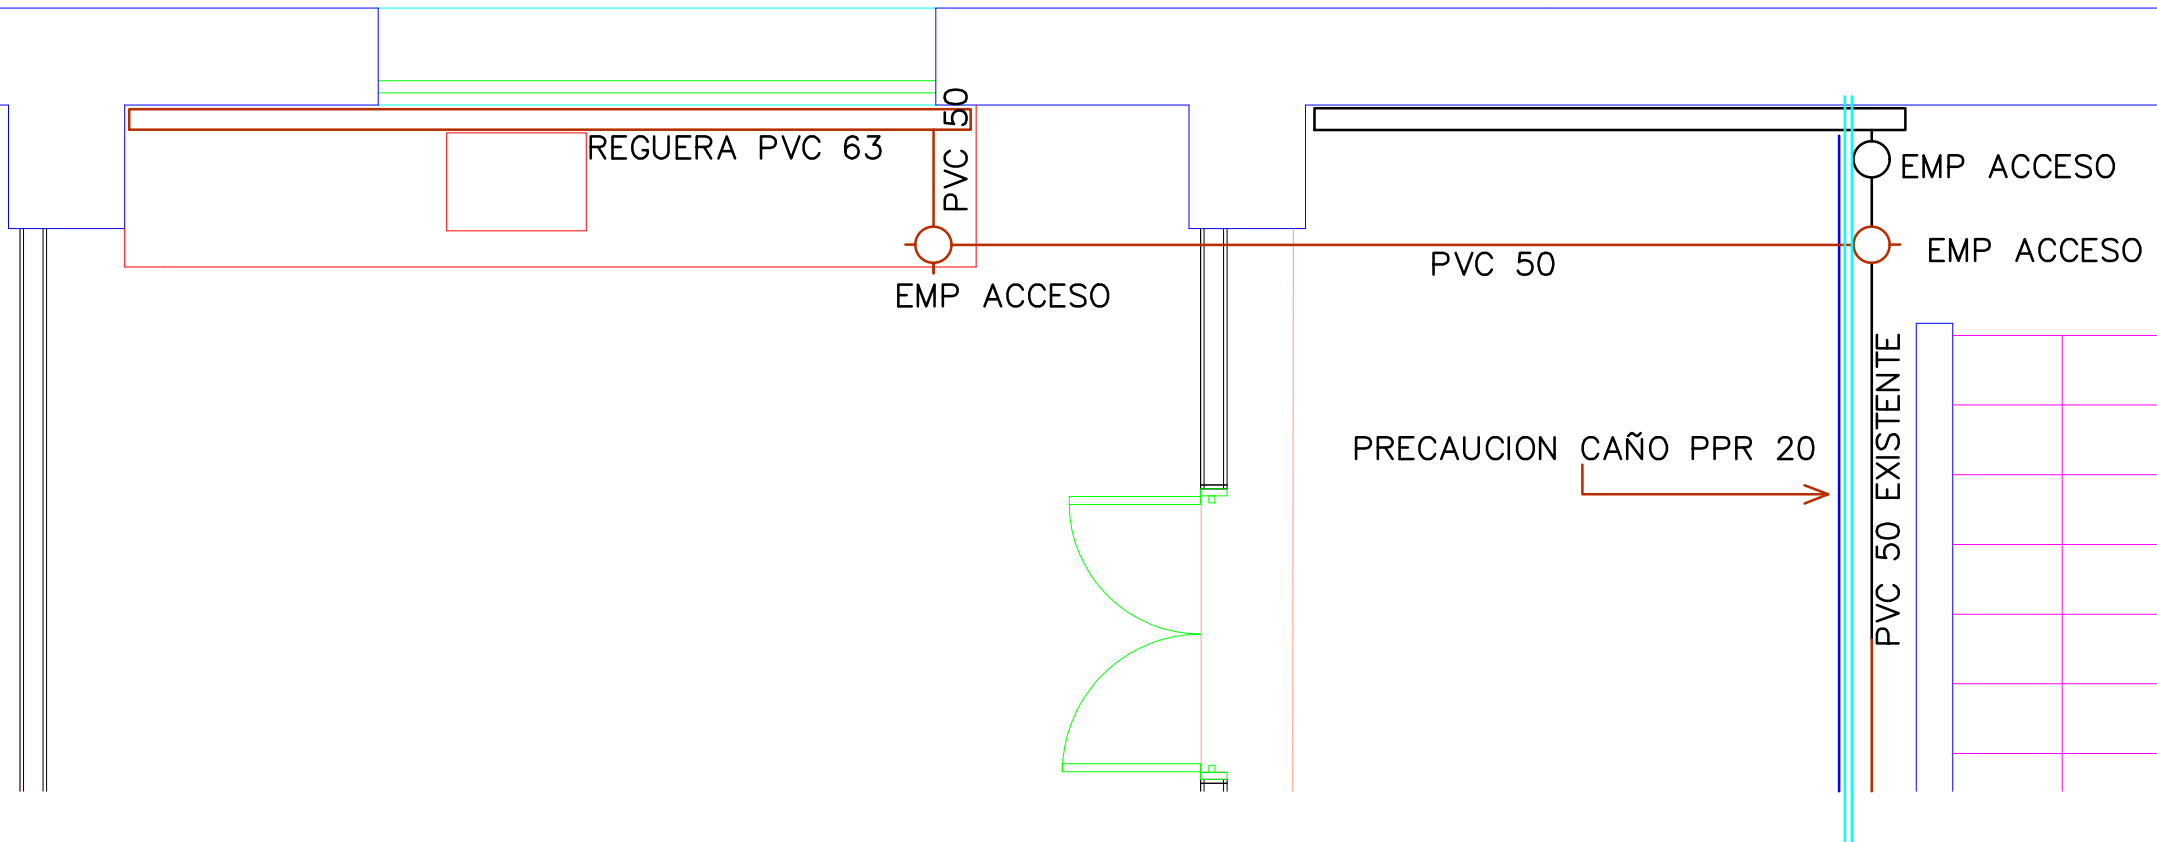 PVC 50
REGUERA PVC 63
EMP ACCESO
EMP ACCESO
PVC 50
EMP ACCESO
PRECAUCION CAÑO PPR 20
PVC 50 EXISTENTE